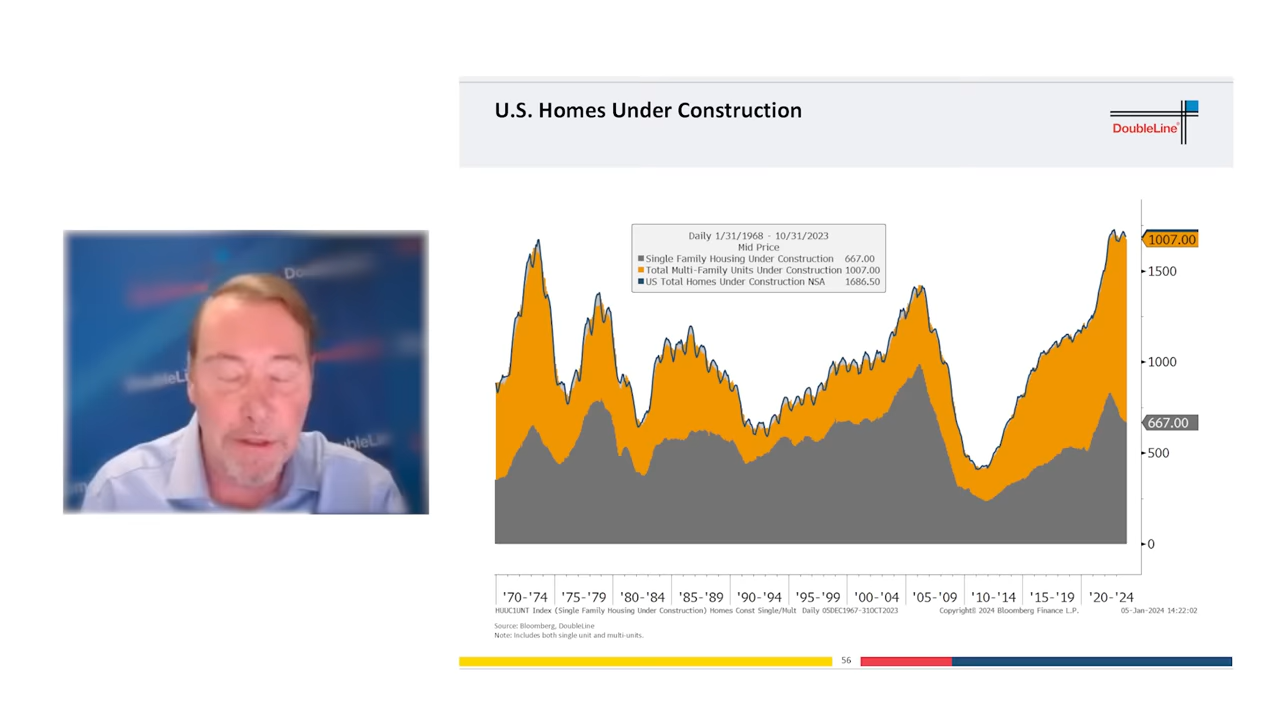 U.S. Homes Under Construction
DoubleLine®
Daily 1/31/1968 - 10/31/2023
Mid Price
Single Family Housing Under Construction 667.00
Total Multi-Family Units Under Construction 1007.00
US Total Homes Under Construction NSA 1686.50
1007.00
1500
1000
667.00
500
0
'70-'74 '75-'79 '80-'84 '85-'89 '90-'94 '95-'99 '00-'04 '05-'09 '10-'14 '15-'19 '20-'24
HUUC1UNT Index (Single Family Housing Under Construction) Homes Const Single/Mult Daily 05DEC1967-31OCT2023 Copyright© 2024 Bloomberg Finance L.P. 05-Jan-2024 14:22:02
Source: Bloomberg, DoubleLine
Note: Includes both single unit and multi-units.
56
DoubleLi
ubleLin